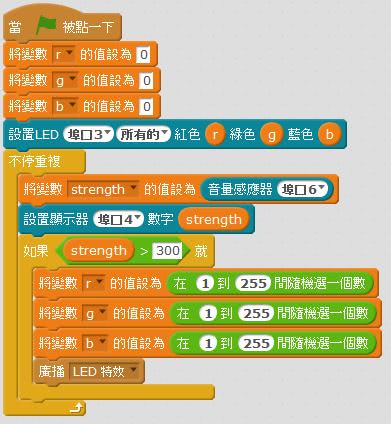 當 被點一下
將變數 r 的值設為 0
將變數 g 的值設為 0
將變數 b 的值設為 0
設置LED 埠口3 所有的 紅色 r 綠色 g 藍色 b
不停重複
將變數 strength 的值設為 音量感應器 埠口6
設置顯示器 埠口4 數字 strength
如果 strength > 300 就
將變數 r 的值設為 在 1 到 255 間隨機選一個數
將變數 g 的值設為 在 1 到 255 間隨機選一個數
將變數 b 的值設為 在 1 到 255 間隨機選一個數
廣播 LED 特效